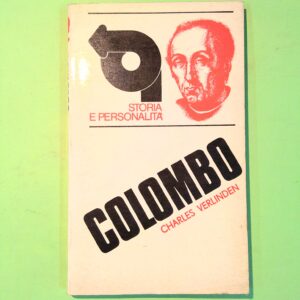 STORIA
E PERSONALITÀ
COLOMBO
CHARLES VERLINDEN